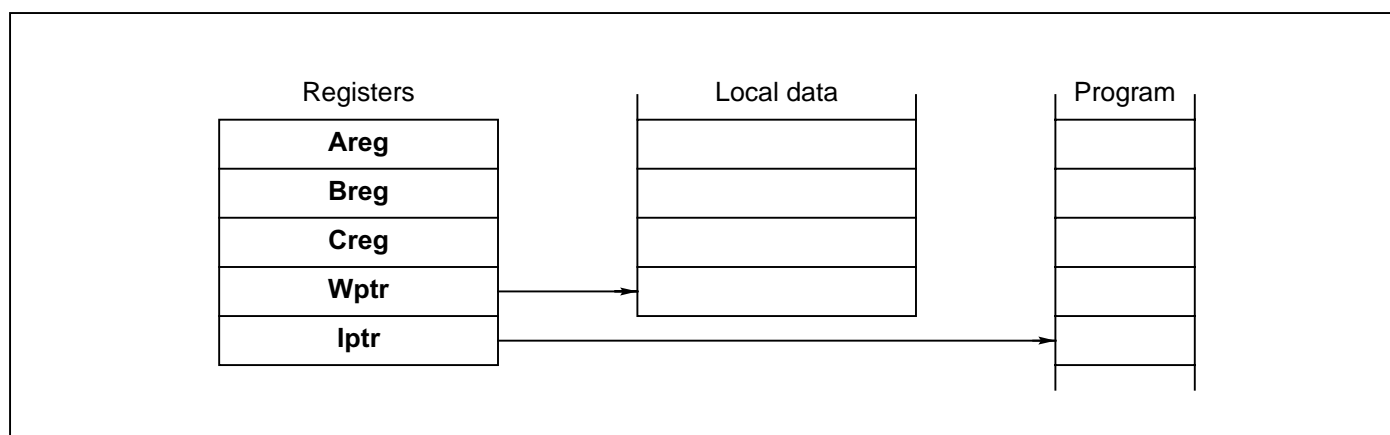 Registers Local data Program
Areg
Breg
Creg
Wptr
Iptr